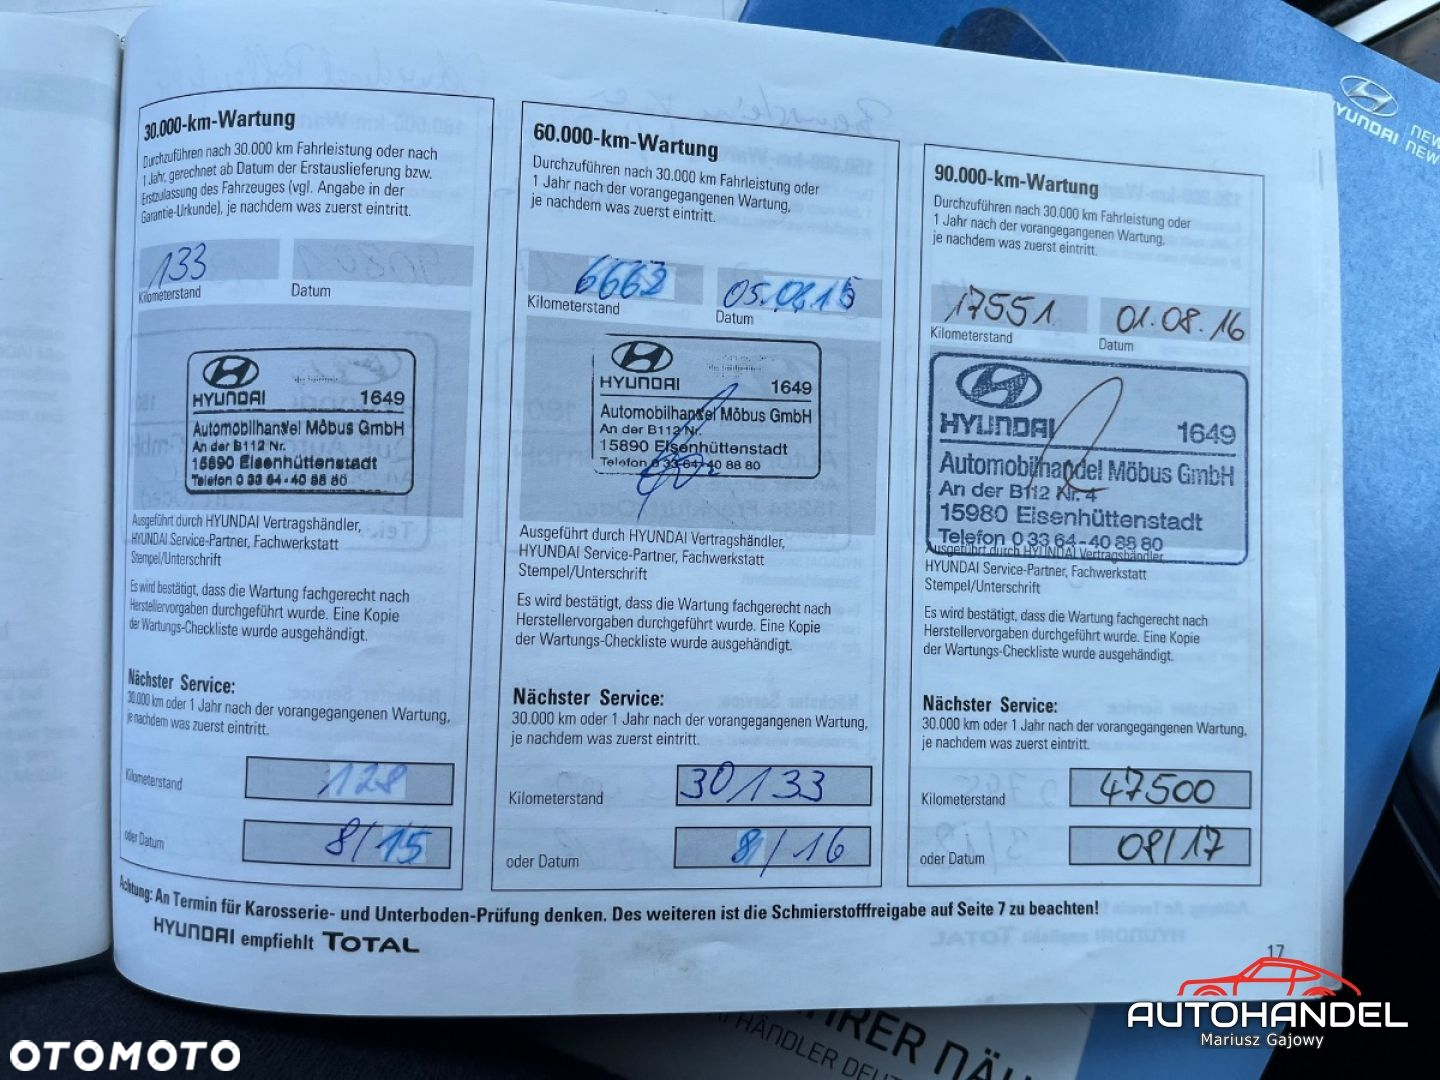 30.000-km-Wartung
Durchzuführen nach 30.000 km Fahrleistung oder nach
1 Jahr, gerechnet ab Datum der Erstauslieferung bzw.
Erstzulassung des Fahrzeuges (vgl. Angabe in der
Garantie-Urkunde), je nachdem was zuerst eintritt.
133
Kilometerstand
Datum
HYUNDAI
1649
Automobilhandel Möbus GmbH
An der B112 Nr.
15890 Eisenhüttenstadt
Telefon 0 33 64-40 88 80
Ausgeführt durch HYUNDAI Vertragshändler,
HYUNDAI Service-Partner, Fachwerkstatt
Stempel/Unterschrift
Es wird bestätigt, dass die Wartung fachgerecht nach
Herstellervorgaben durchgeführt wurde. Eine Kopie
der Wartungs-Checkliste wurde ausgehändigt.
Nächster Service:
30.000 km oder 1 Jahr nach der vorangegangenen Wartung,
je nachdem was zuerst eintritt.
Kilometerstand
128
oder Datum
8/15
60.000-km-Wartung
Durchzuführen nach 30.000 km Fahrleistung oder
1 Jahr nach der vorangegangenen Wartung,
je nachdem was zuerst eintritt.
6662
Kilometerstand
Datum
HYUNDAI
1649
Automobilhandel Möbus GmbH
An der B112 Nr.
15890 Eisenhüttenstadt
Telefon 0 33 64-40 88 80
Ausgeführt durch HYUNDAI Vertragshändler,
HYUNDAI Service-Partner, Fachwerkstatt
Stempel/Unterschrift
Es wird bestätigt, dass die Wartung fachgerecht nach
Herstellervorgaben durchgeführt wurde. Eine Kopie
der Wartungs-Checkliste wurde ausgehändigt.
Nächster Service:
30.000 km oder 1 Jahr nach der vorangegangenen Wartung,
je nachdem was zuerst eintritt.
Kilometerstand
30133
oder Datum
8/16
90.000-km-Wartung
Durchzuführen nach 30.000 km Fahrleistung oder
1 Jahr nach der vorangegangenen Wartung,
je nachdem was zuerst eintritt.
17551
01.08.16
Kilometerstand
Datum
HYUNDAI
1649
Automobilhandel Möbus GmbH
An der B112 Nr. 4
15980 Eisenhüttenstadt
Telefon 0 33 64-40 88 80
Ausgeführt durch HYUNDAI Vertragshändler,
HYUNDAI Service-Partner, Fachwerkstatt
Stempel/Unterschrift
Es wird bestätigt, dass die Wartung fachgerecht nach
Herstellervorgaben durchgeführt wurde. Eine Kopie
der Wartungs-Checkliste wurde ausgehändigt.
Nächster Service:
30.000 km oder 1 Jahr nach der vorangegangenen Wartung,
je nachdem was zuerst eintritt.
Kilometerstand
47500
oder Datum
08/17
Achtung: An Termin für Karosserie- und Unterboden-Prüfung denken. Des weiteren ist die Schmierstofffreigabe auf Seite 7 zu beachten!
HYUNDAI empfiehlt TOTAL
17
HYUNDAI
NEW
NEW
AUTOHANDEL
Mariusz Gajowy
OTOMOTO